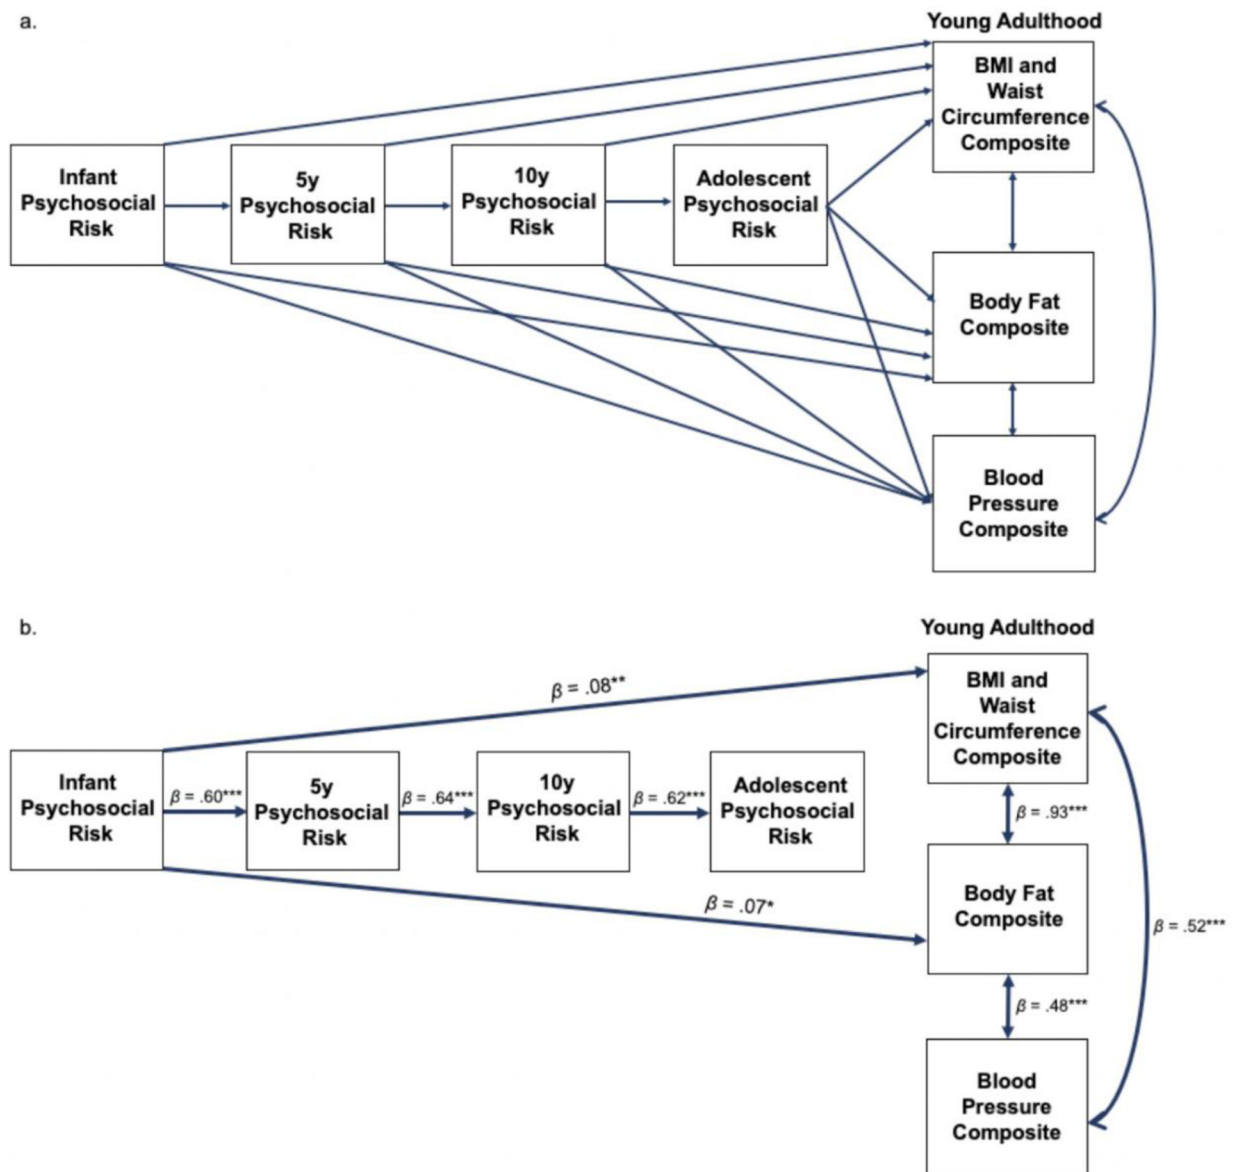 a.
Young Adulthood
BMI and
Waist
Circumference
Composite
Infant
Psychosocial
Risk
5y
Psychosocial
Risk
10y
Psychosocial
Risk
Adolescent
Psychosocial
Risk
Body Fat
Composite
Blood
Pressure
Composite
b.
Young Adulthood
β = .08**
BMI and
Waist
Circumference
Composite
Infant
Psychosocial
Risk
β = .60***
5y
Psychosocial
Risk
β = .64***
10y
Psychosocial
Risk
β = .62***
Adolescent
Psychosocial
Risk
β = .93***
β = .07*
Body Fat
Composite
β = .52***
β = .48***
Blood
Pressure
Composite